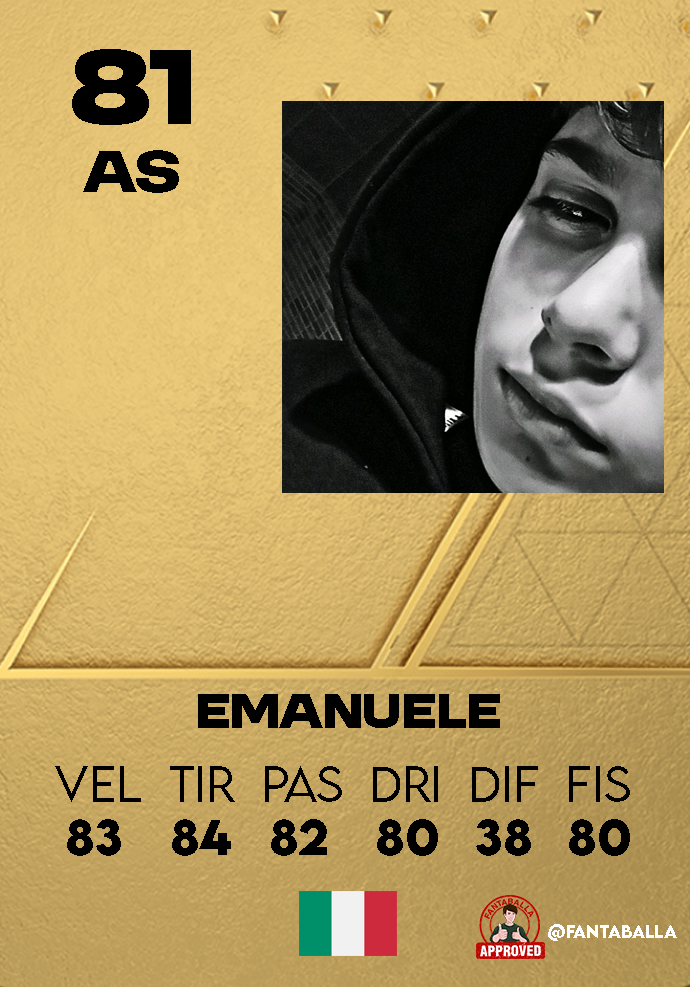 81
AS
EMANUELE
VEL TIR PAS DRI DIF FIS
83 84 82 80 38 80
FANTABALLA
APPROVED
@FANTABALLA